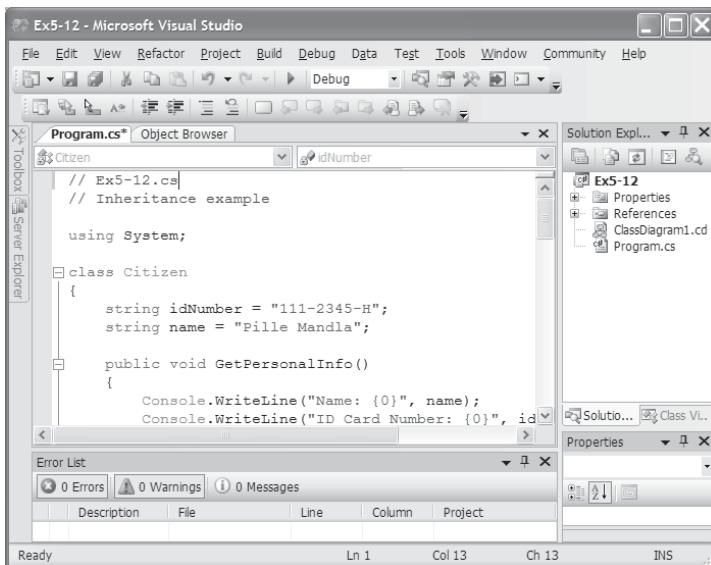 Ex5-12 - Microsoft Visual Studio
File Edit View Refactor Project Build Debug Data Test Tools Window Community Help
Debug
Program.cs* Object Browser
Citizen idNumber
// Ex5-12.cs
// Inheritance example
using System;
class Citizen
{
string idNumber = "111-2345-H";
string name = "Pille Mandla";
public void GetPersonalInfo()
{
Console.WriteLine("Name: {0}", name);
Console.WriteLine("ID Card Number: {0}", id
Toolbox
Server Explorer
Solution Expl...
Ex5-12
Properties
References
ClassDiagram1.cd
Program.cs
Solutio... Class Vi..
Properties
Error List
0 Errors 0 Warnings 0 Messages
Description File Line Column Project
Ready Ln 1 Col 13 Ch 13 INS